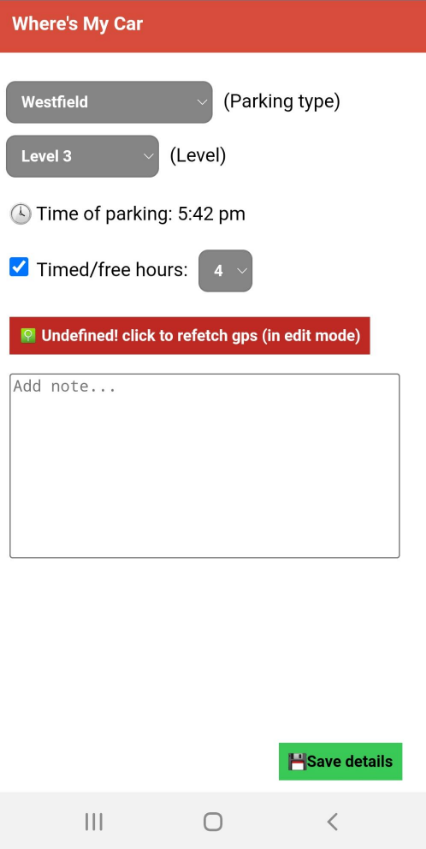 Where's My Car
Westfield (Parking type)
Level 3 (Level)
Time of parking: 5:42 pm
Timed/free hours: 4
Undefined! click to refetch gps (in edit mode)
Add note...
Save details